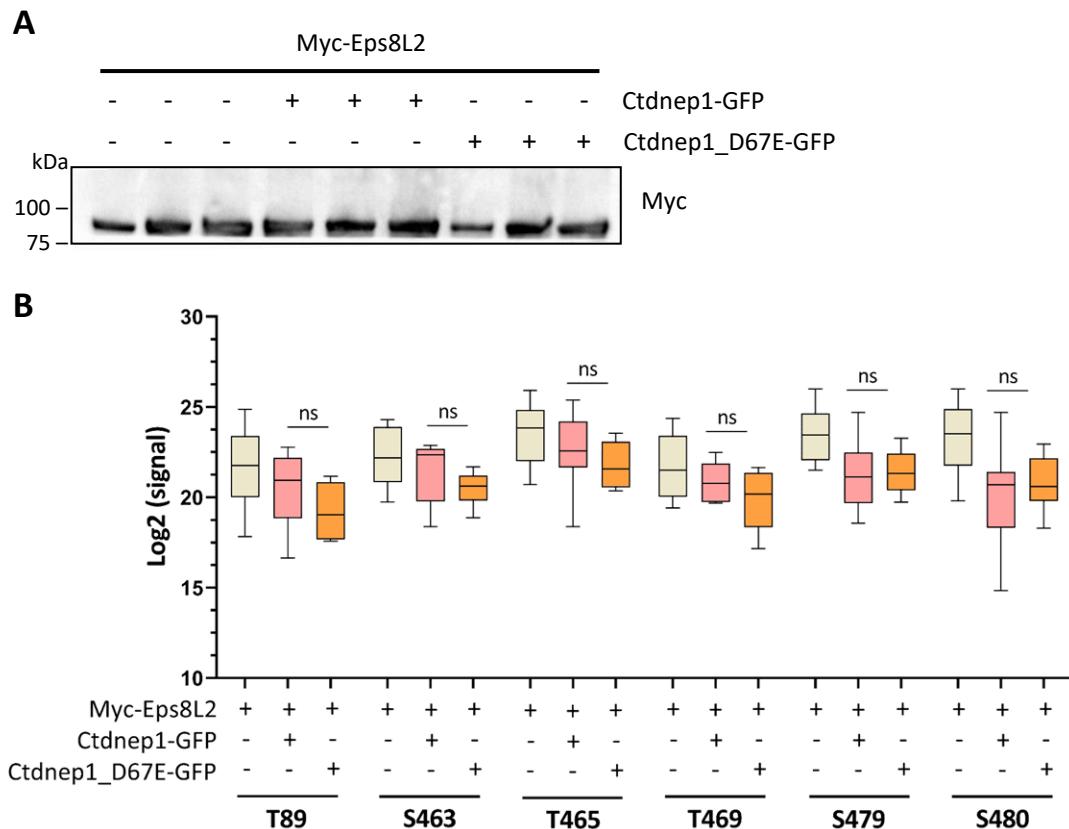 A
Myc-Eps8L2
- - - + + + - - - Ctdnep1-GFP
- - - - - - + + + Ctdnep1_D67E-GFP
kDa
100 –
Myc
75 –
B
30
ns
ns
ns
ns
ns
ns
25
20
15
10
Log2 (signal)
Myc-Eps8L2 + + + + + + + + + + + + + + + + + +
Ctdnep1-GFP - + - - + - - + - - + - - + - - + -
Ctdnep1_D67E-GFP - - + - - + - - + - - + - - + - - +
T89 S463 T465 T469 S479 S480